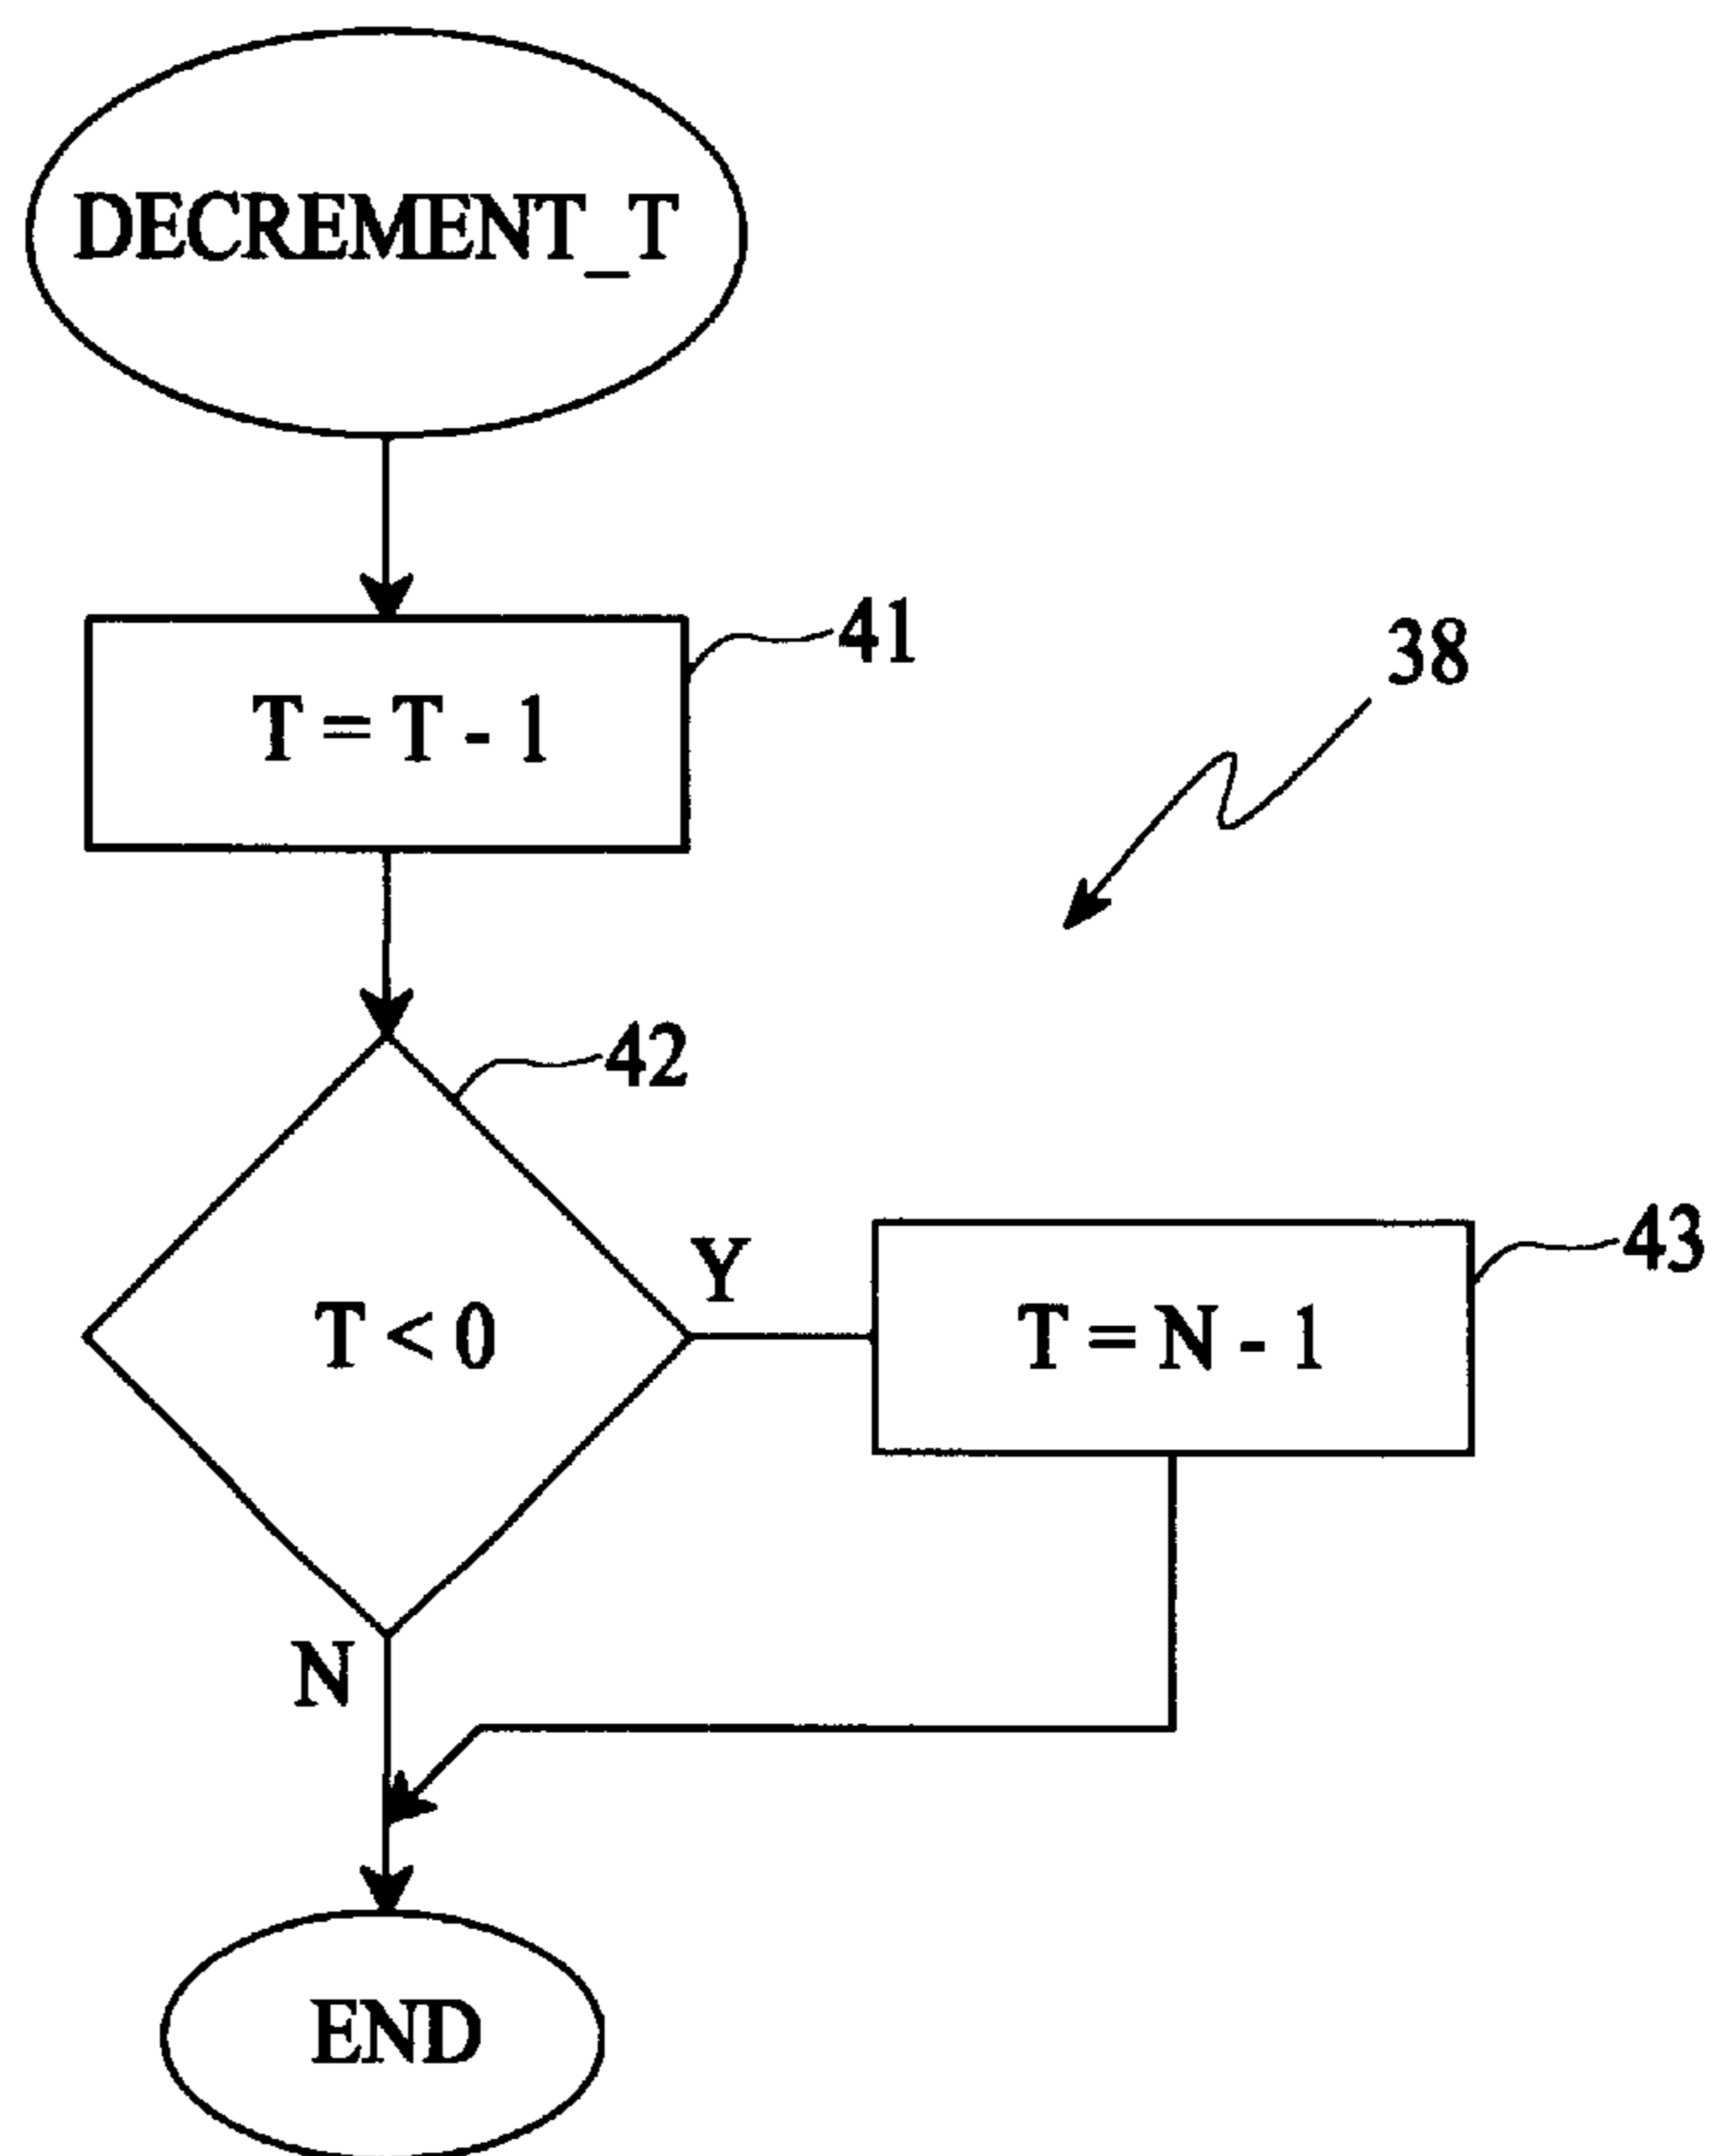 DECREMENT_T
T = T - 1
41
38
42
T < 0
Y
T = N - 1
43
N
END